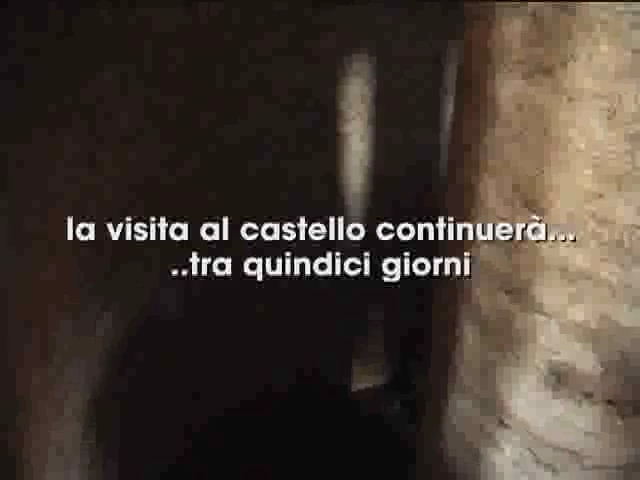 la visita al castello continuerà...
..tra quindici giorni